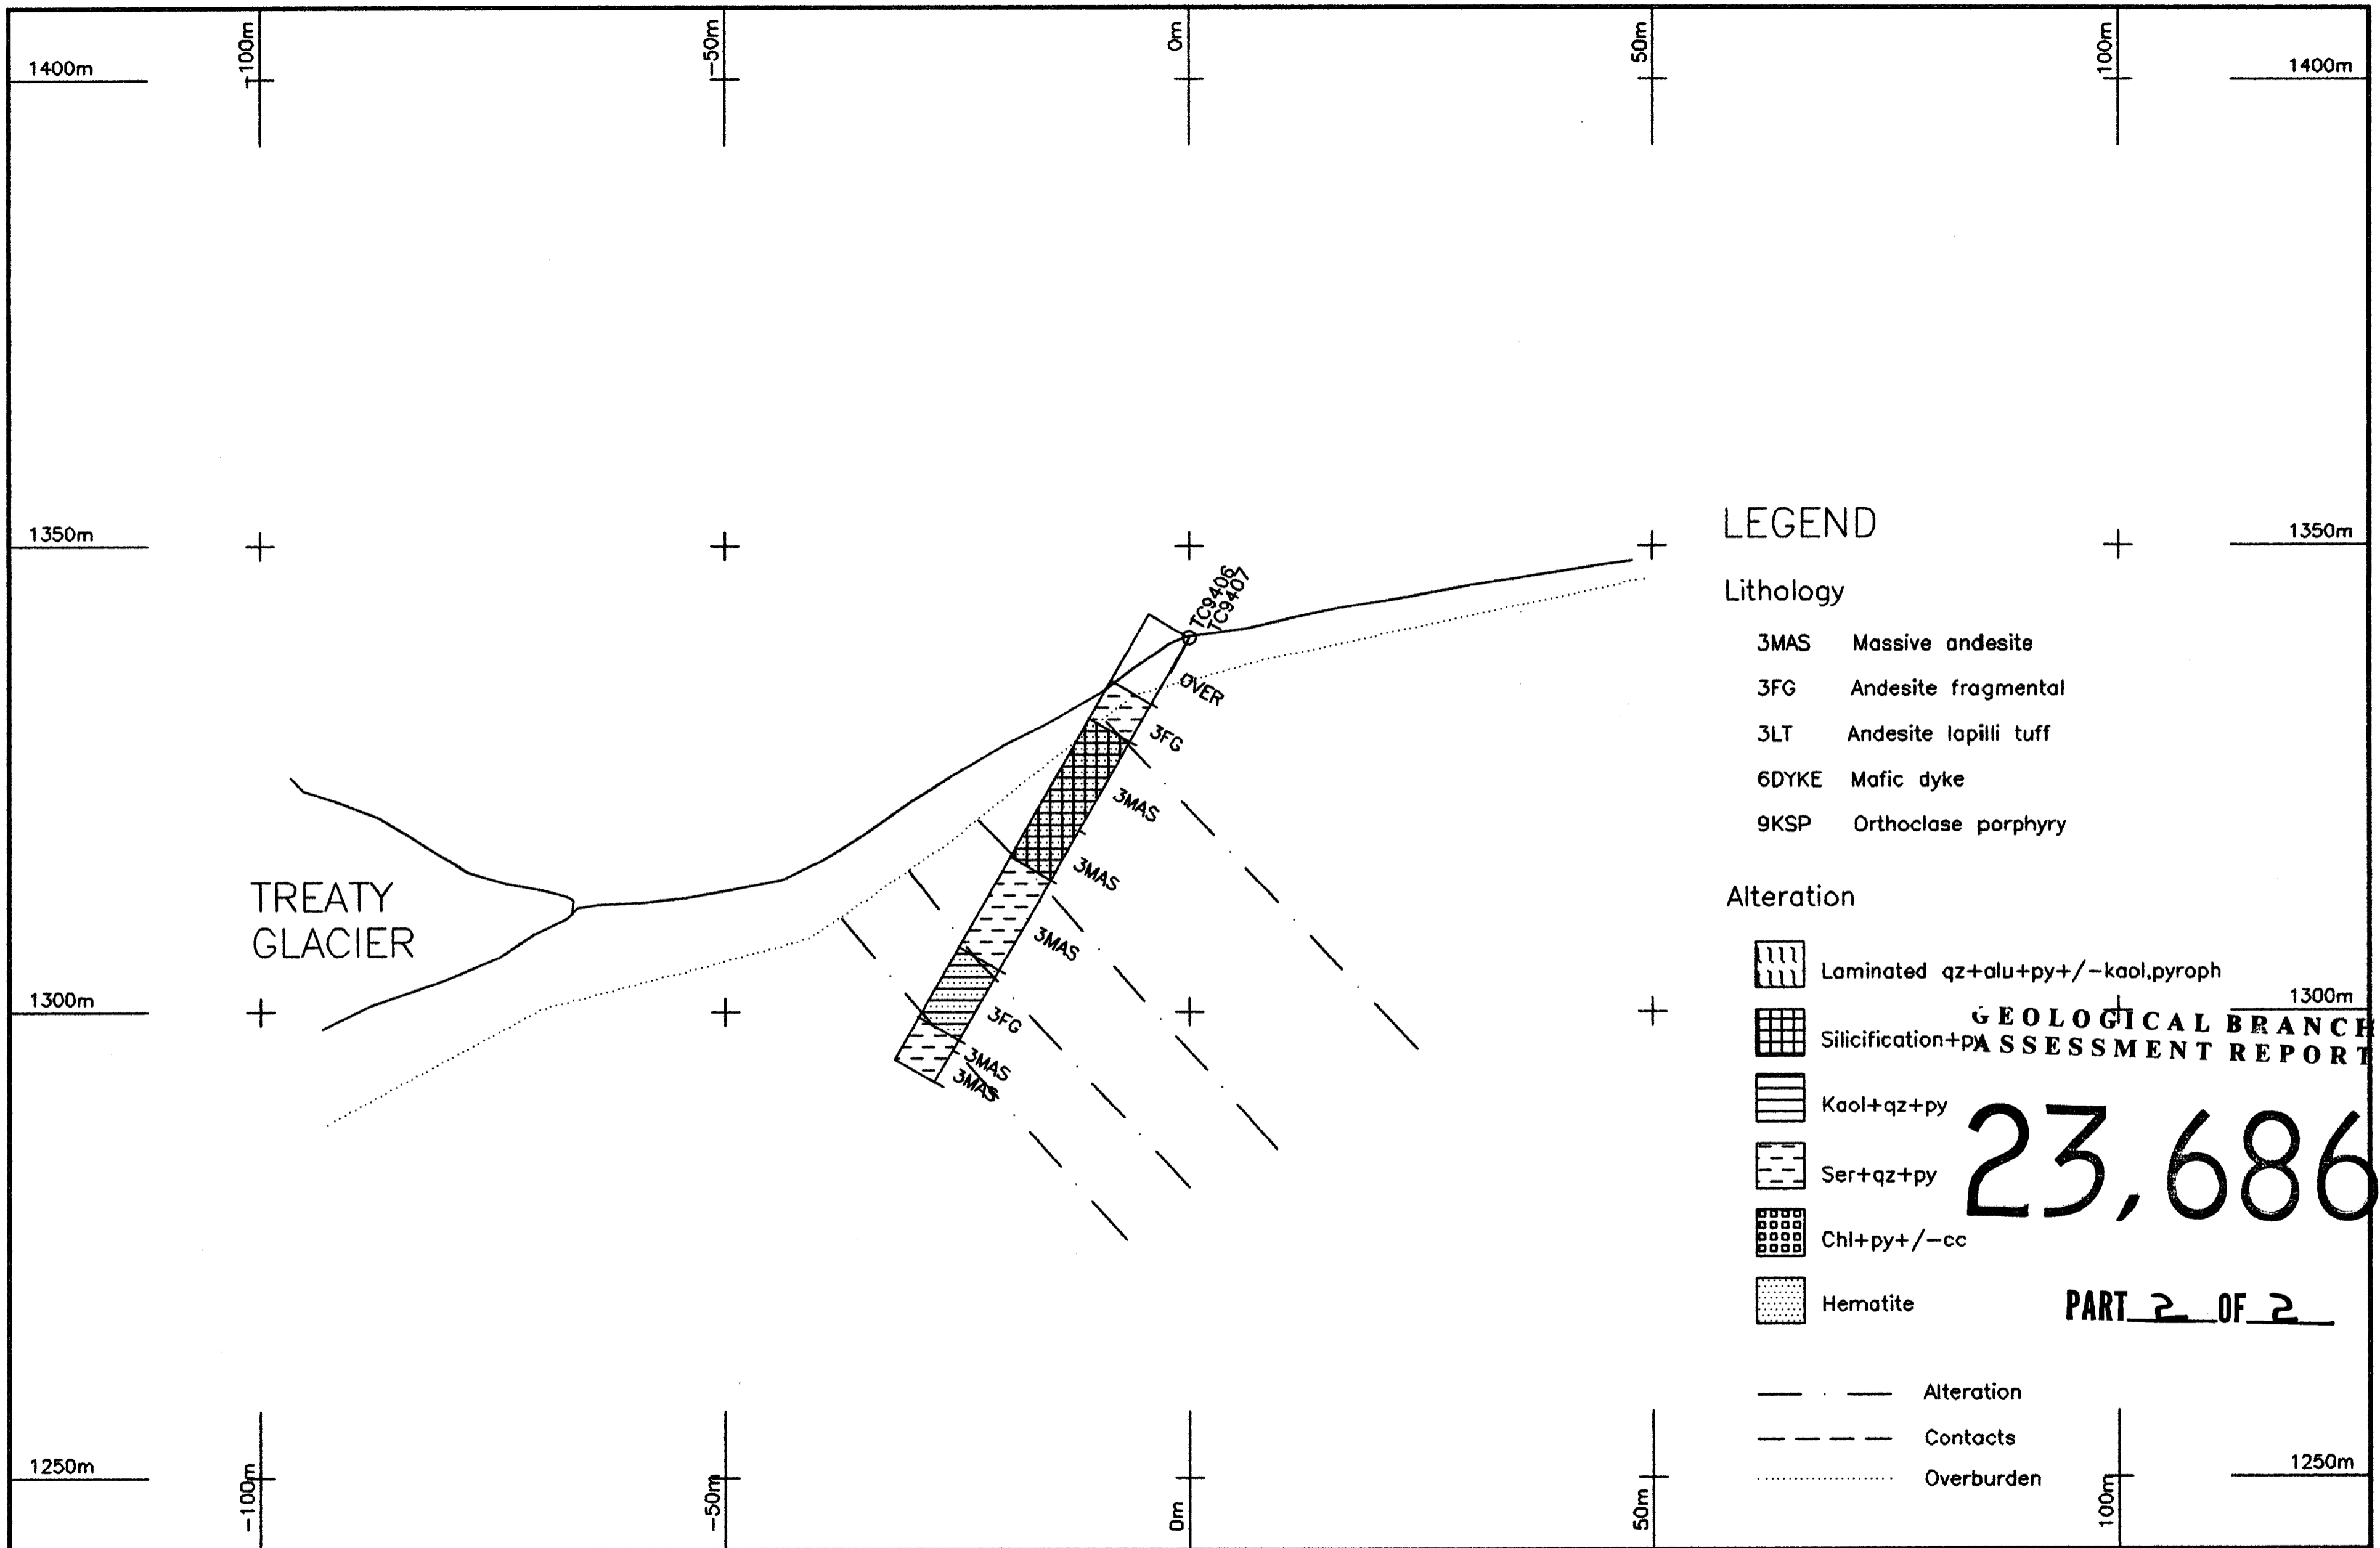 -100m
-50m
0m
50m
100m
1400m
1400m
1350m
1350m
TC9406
TC9407
OVER
3FG
3MAS
3MAS
3MAS
3FG
3MAS
3MAS
TREATY
GLACIER
1300m
1300m
1250m
1250m
-100m
-50m
0m
50m
100m
LEGEND
Lithology
3MAS Massive andesite
3FG Andesite fragmental
3LT Andesite lapilli tuff
6DYKE Mafic dyke
9KSP Orthoclase porphyry
Alteration
Laminated qz+alu+py+/-kaol,pyroph
Silicification+py
Kaol+qz+py
Ser+qz+py
Chl+py+/-cc
Hematite
Alteration
Contacts
Overburden
GEOLOGICAL BRANCH
ASSESSMENT REPORT
23,686
PART 2 OF 2